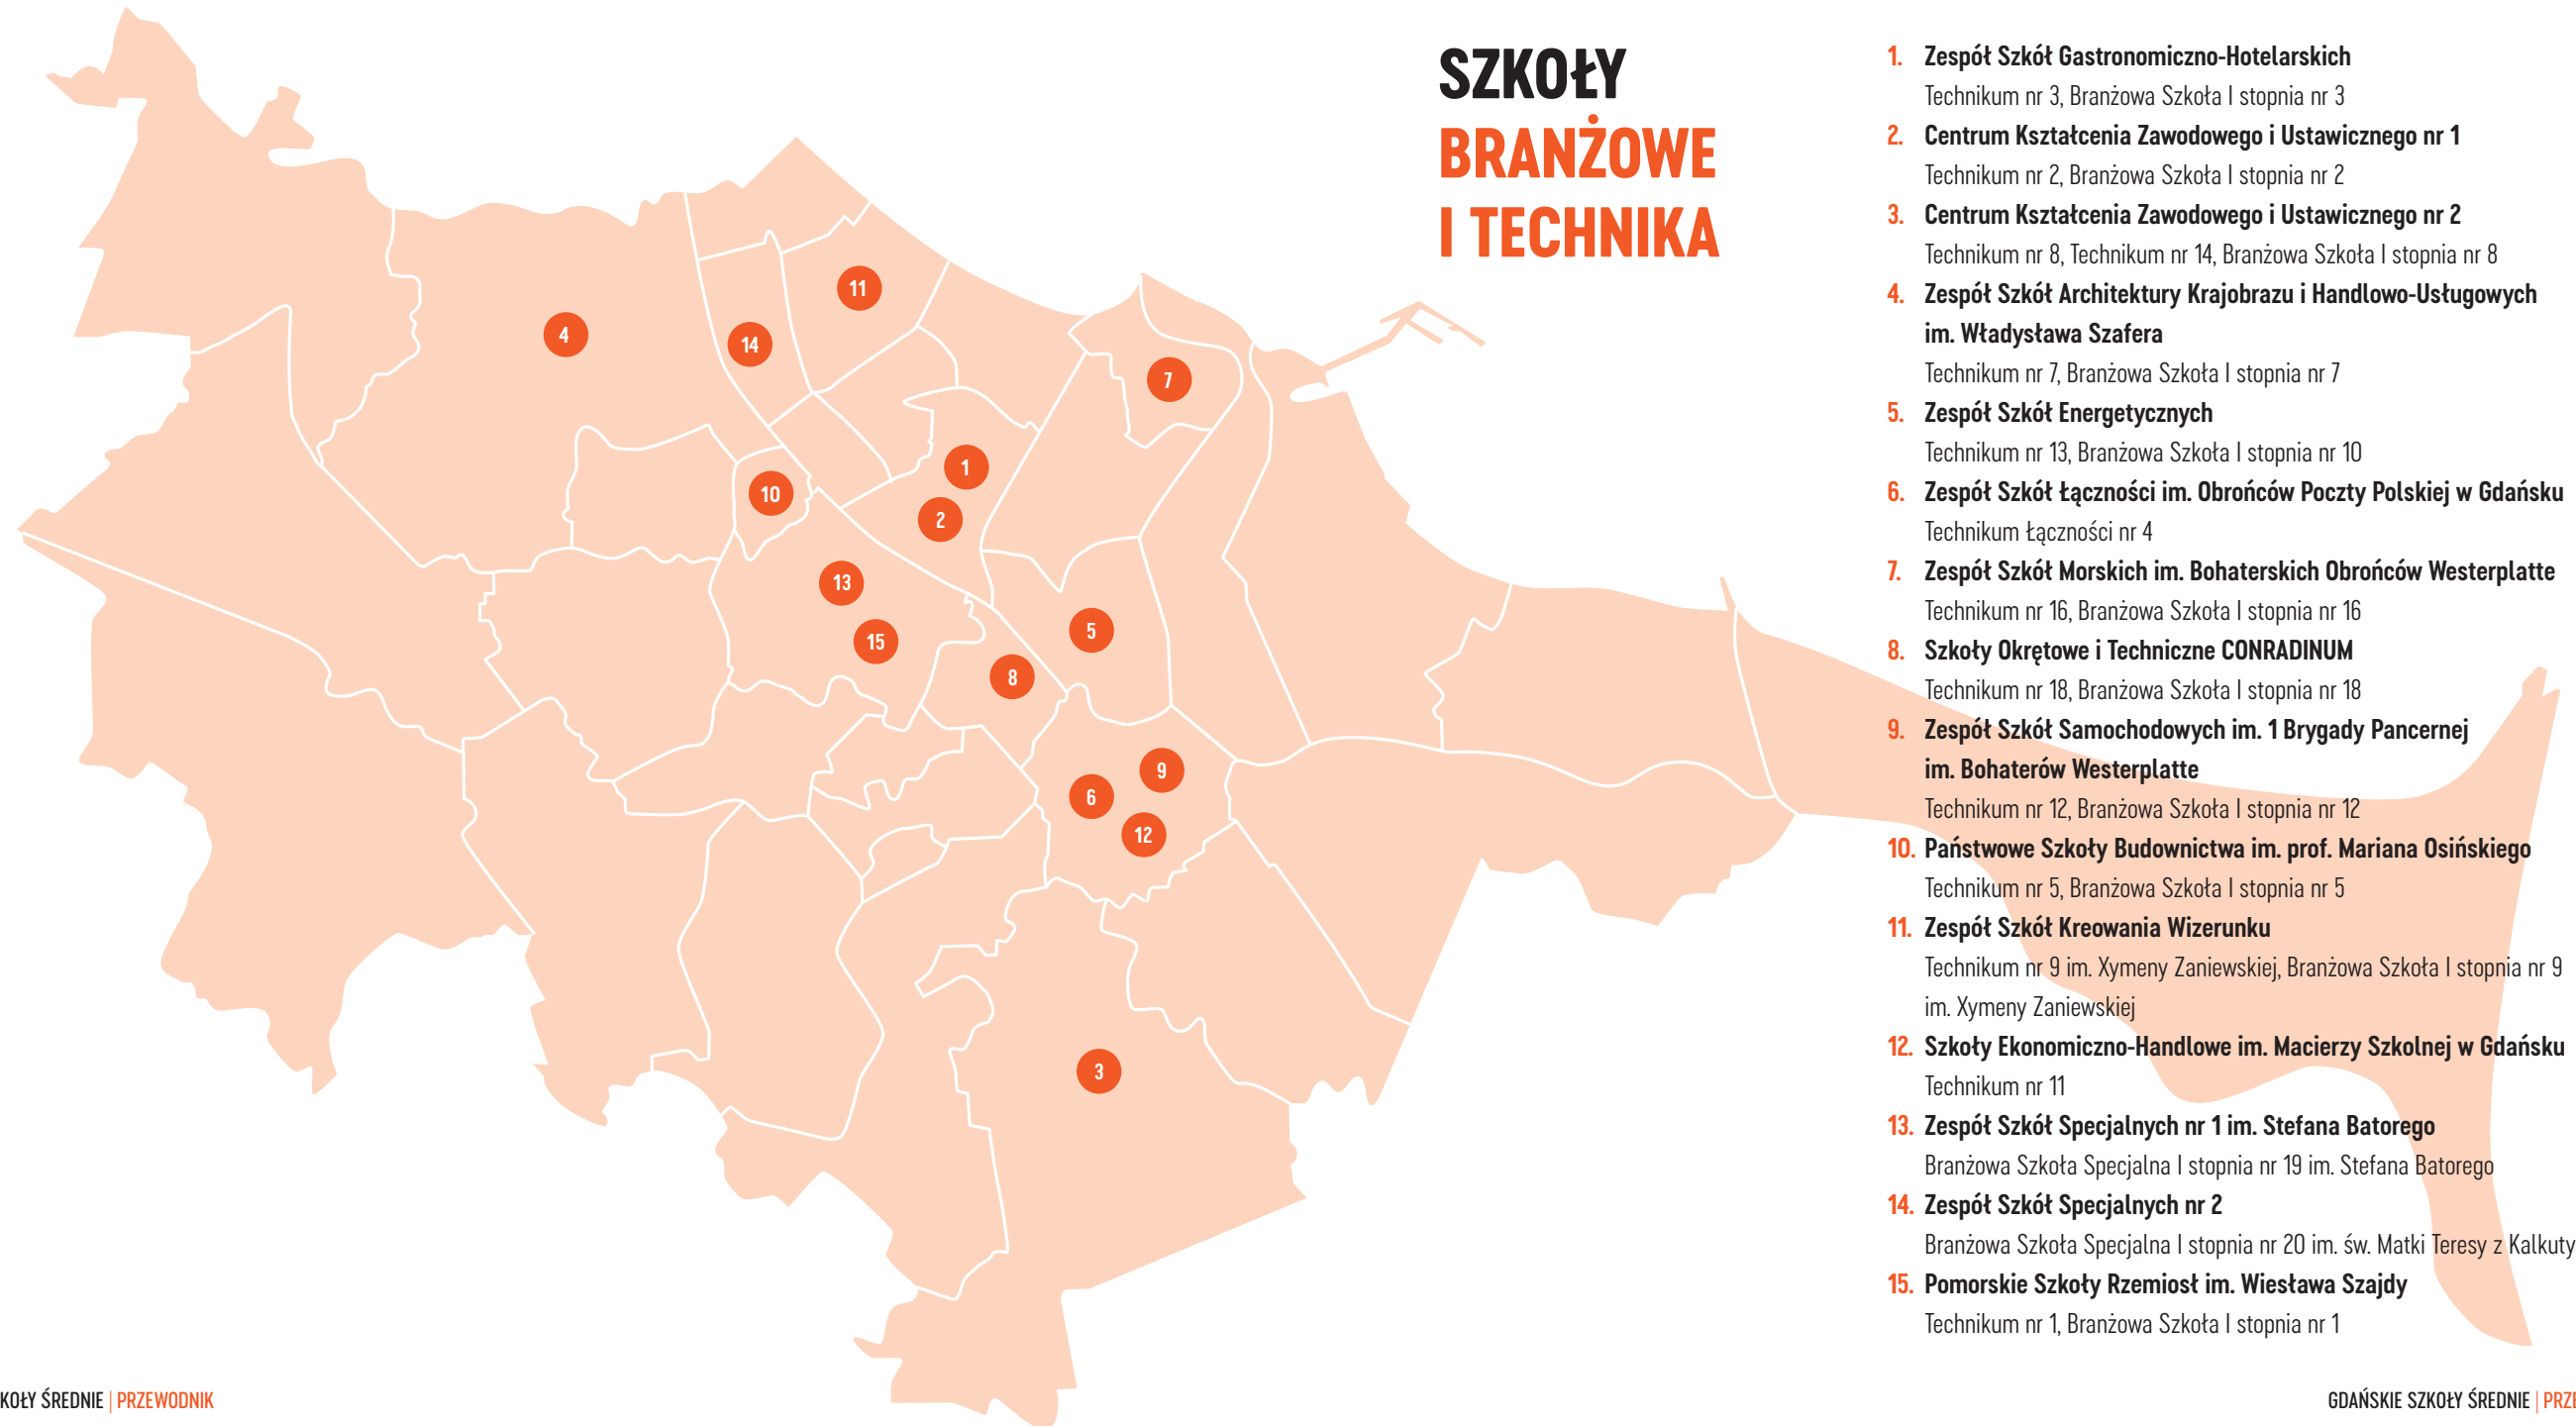 SZKOŁY
BRANŻOWE
I TECHNIKA
1. Zespół Szkół Gastronomiczno-Hotelarskich
Technikum nr 3, Branżowa Szkoła I stopnia nr 3
2. Centrum Kształcenia Zawodowego i Ustawicznego nr 1
Technikum nr 2, Branżowa Szkoła I stopnia nr 2
3. Centrum Kształcenia Zawodowego i Ustawicznego nr 2
Technikum nr 8, Technikum nr 14, Branżowa Szkoła I stopnia nr 8
4. Zespół Szkół Architektury Krajobrazu i Handlowo-Usługowych
im. Władysława Szafera
Technikum nr 7, Branżowa Szkoła I stopnia nr 7
5. Zespół Szkół Energetycznych
Technikum nr 13, Branżowa Szkoła I stopnia nr 10
6. Zespół Szkół Łączności im. Obrońców Poczty Polskiej w Gdańsku
Technikum Łączności nr 4
7. Zespół Szkół Morskich im. Bohaterskich Obrońców Westerplatte
Technikum nr 16, Branżowa Szkoła I stopnia nr 16
8. Szkoły Okrętowe i Techniczne CONRADINUM
Technikum nr 18, Branżowa Szkoła I stopnia nr 18
9. Zespół Szkół Samochodowych im. 1 Brygady Pancernej
im. Bohaterów Westerplatte
Technikum nr 12, Branżowa Szkoła I stopnia nr 12
10. Państwowe Szkoły Budownictwa im. prof. Mariana Osińskiego
Technikum nr 5, Branżowa Szkoła I stopnia nr 5
11. Zespół Szkół Kreowania Wizerunku
Technikum nr 9 im. Xymeny Zaniewskiej, Branżowa Szkoła I stopnia nr 9
im. Xymeny Zaniewskiej
12. Szkoły Ekonomiczno-Handlowe im. Macierzy Szkolnej w Gdańsku
Technikum nr 11
13. Zespół Szkół Specjalnych nr 1 im. Stefana Batorego
Branżowa Szkoła Specjalna I stopnia nr 19 im. Stefana Batorego
14. Zespół Szkół Specjalnych nr 2
Branżowa Szkoła Specjalna I stopnia nr 20 im. św. Matki Teresy z Kalkuty
15. Pomorskie Szkoły Rzemiosł im. Wiesława Szajdy
Technikum nr 1, Branżowa Szkoła I stopnia nr 1
11
4
14
7
1
10
2
13
5
15
8
9
6
12
3
KOŁY ŚREDNIE | PRZEWODNIK
GDAŃSKIE SZKOŁY ŚREDNIE | PRZE